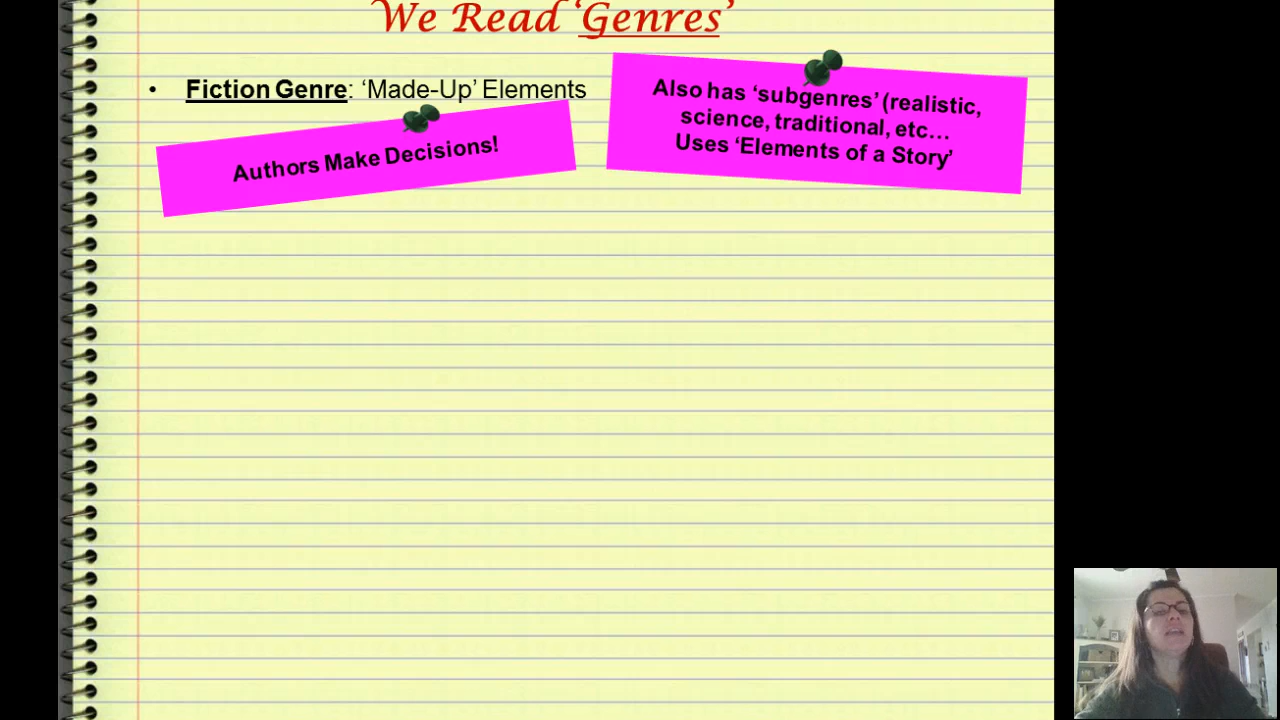 We Read ‘Genres’
• Fiction Genre: ‘Made-Up’ Elements
Authors Make Decisions!
Also has ‘subgenres’ (realistic,
science, traditional, etc…
Uses ‘Elements of a Story’